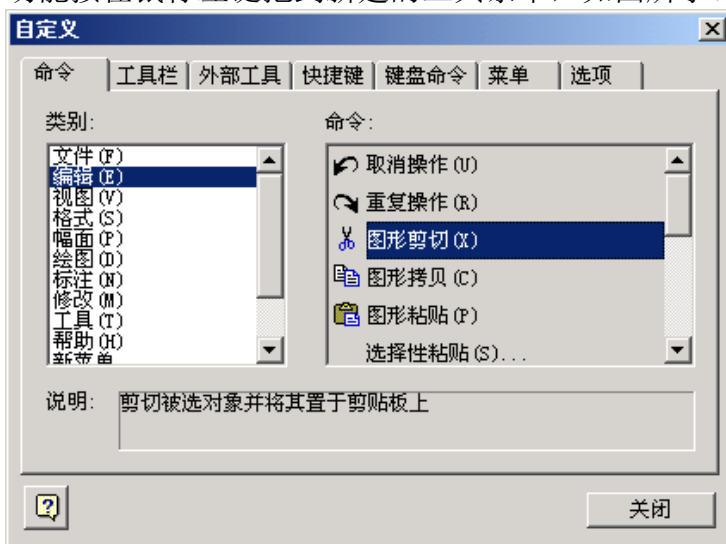 自定义
命令 工具栏 外部工具 快捷键 键盘命令 菜单 选项
类别:
命令:
文件(F)
编辑(E)
视图(V)
格式(S)
幅面(P)
绘图(D)
标注(N)
修改(M)
工具(T)
帮助(H)
新菜单
取消操作(U)
重复操作(R)
图形剪切(X)
图形拷贝(C)
图形粘贴(P)
选择性粘贴(S)...
说明: 剪切被选对象并将其置于剪贴板上
关闭